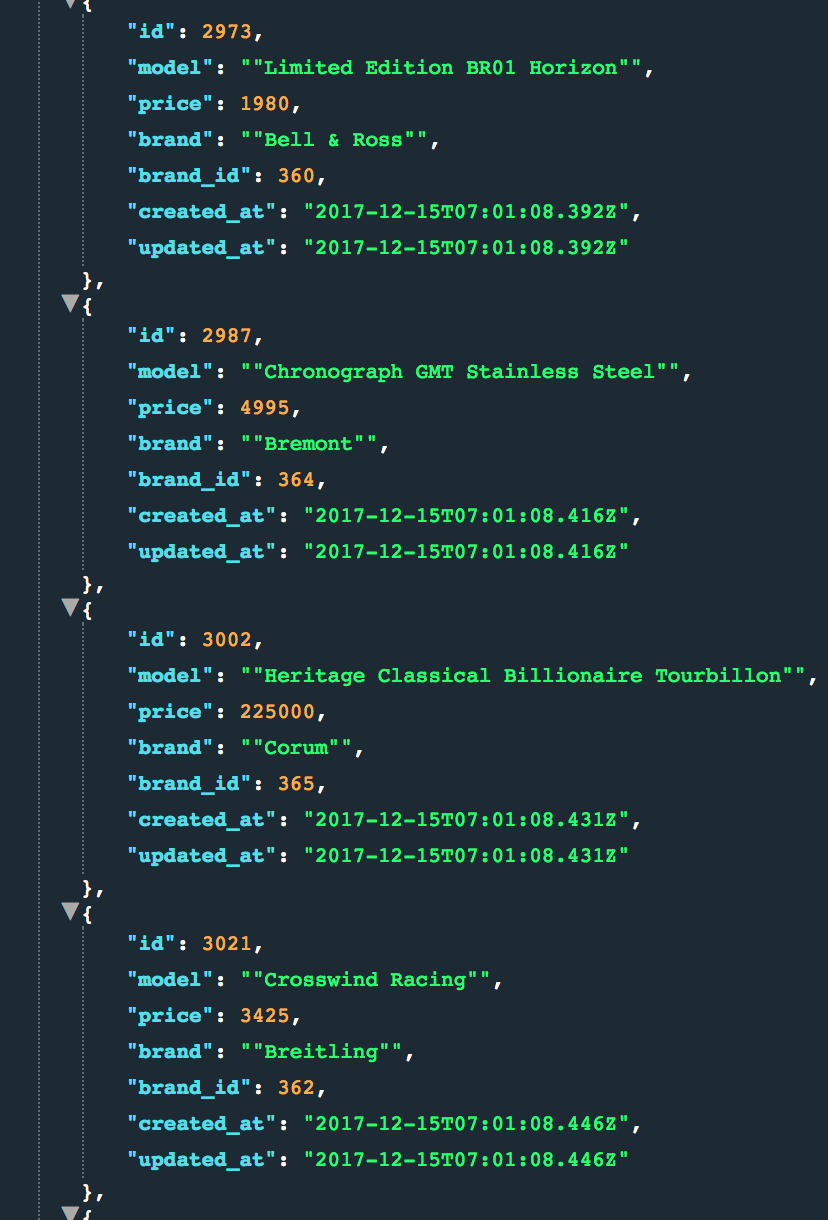 {
"id": 2973,
"model": ""Limited Edition BR01 Horizon"",
"price": 1980,
"brand": ""Bell & Ross"",
"brand_id": 360,
"created_at": "2017-12-15T07:01:08.392Z",
"updated_at": "2017-12-15T07:01:08.392Z"
},
{
"id": 2987,
"model": ""Chronograph GMT Stainless Steel"",
"price": 4995,
"brand": ""Bremont"",
"brand_id": 364,
"created_at": "2017-12-15T07:01:08.416Z",
"updated_at": "2017-12-15T07:01:08.416Z"
},
{
"id": 3002,
"model": ""Heritage Classical Billionaire Tourbillon"",
"price": 225000,
"brand": ""Corum"",
"brand_id": 365,
"created_at": "2017-12-15T07:01:08.431Z",
"updated_at": "2017-12-15T07:01:08.431Z"
},
{
"id": 3021,
"model": ""Crosswind Racing"",
"price": 3425,
"brand": ""Breitling"",
"brand_id": 362,
"created_at": "2017-12-15T07:01:08.446Z",
"updated_at": "2017-12-15T07:01:08.446Z"
},
{